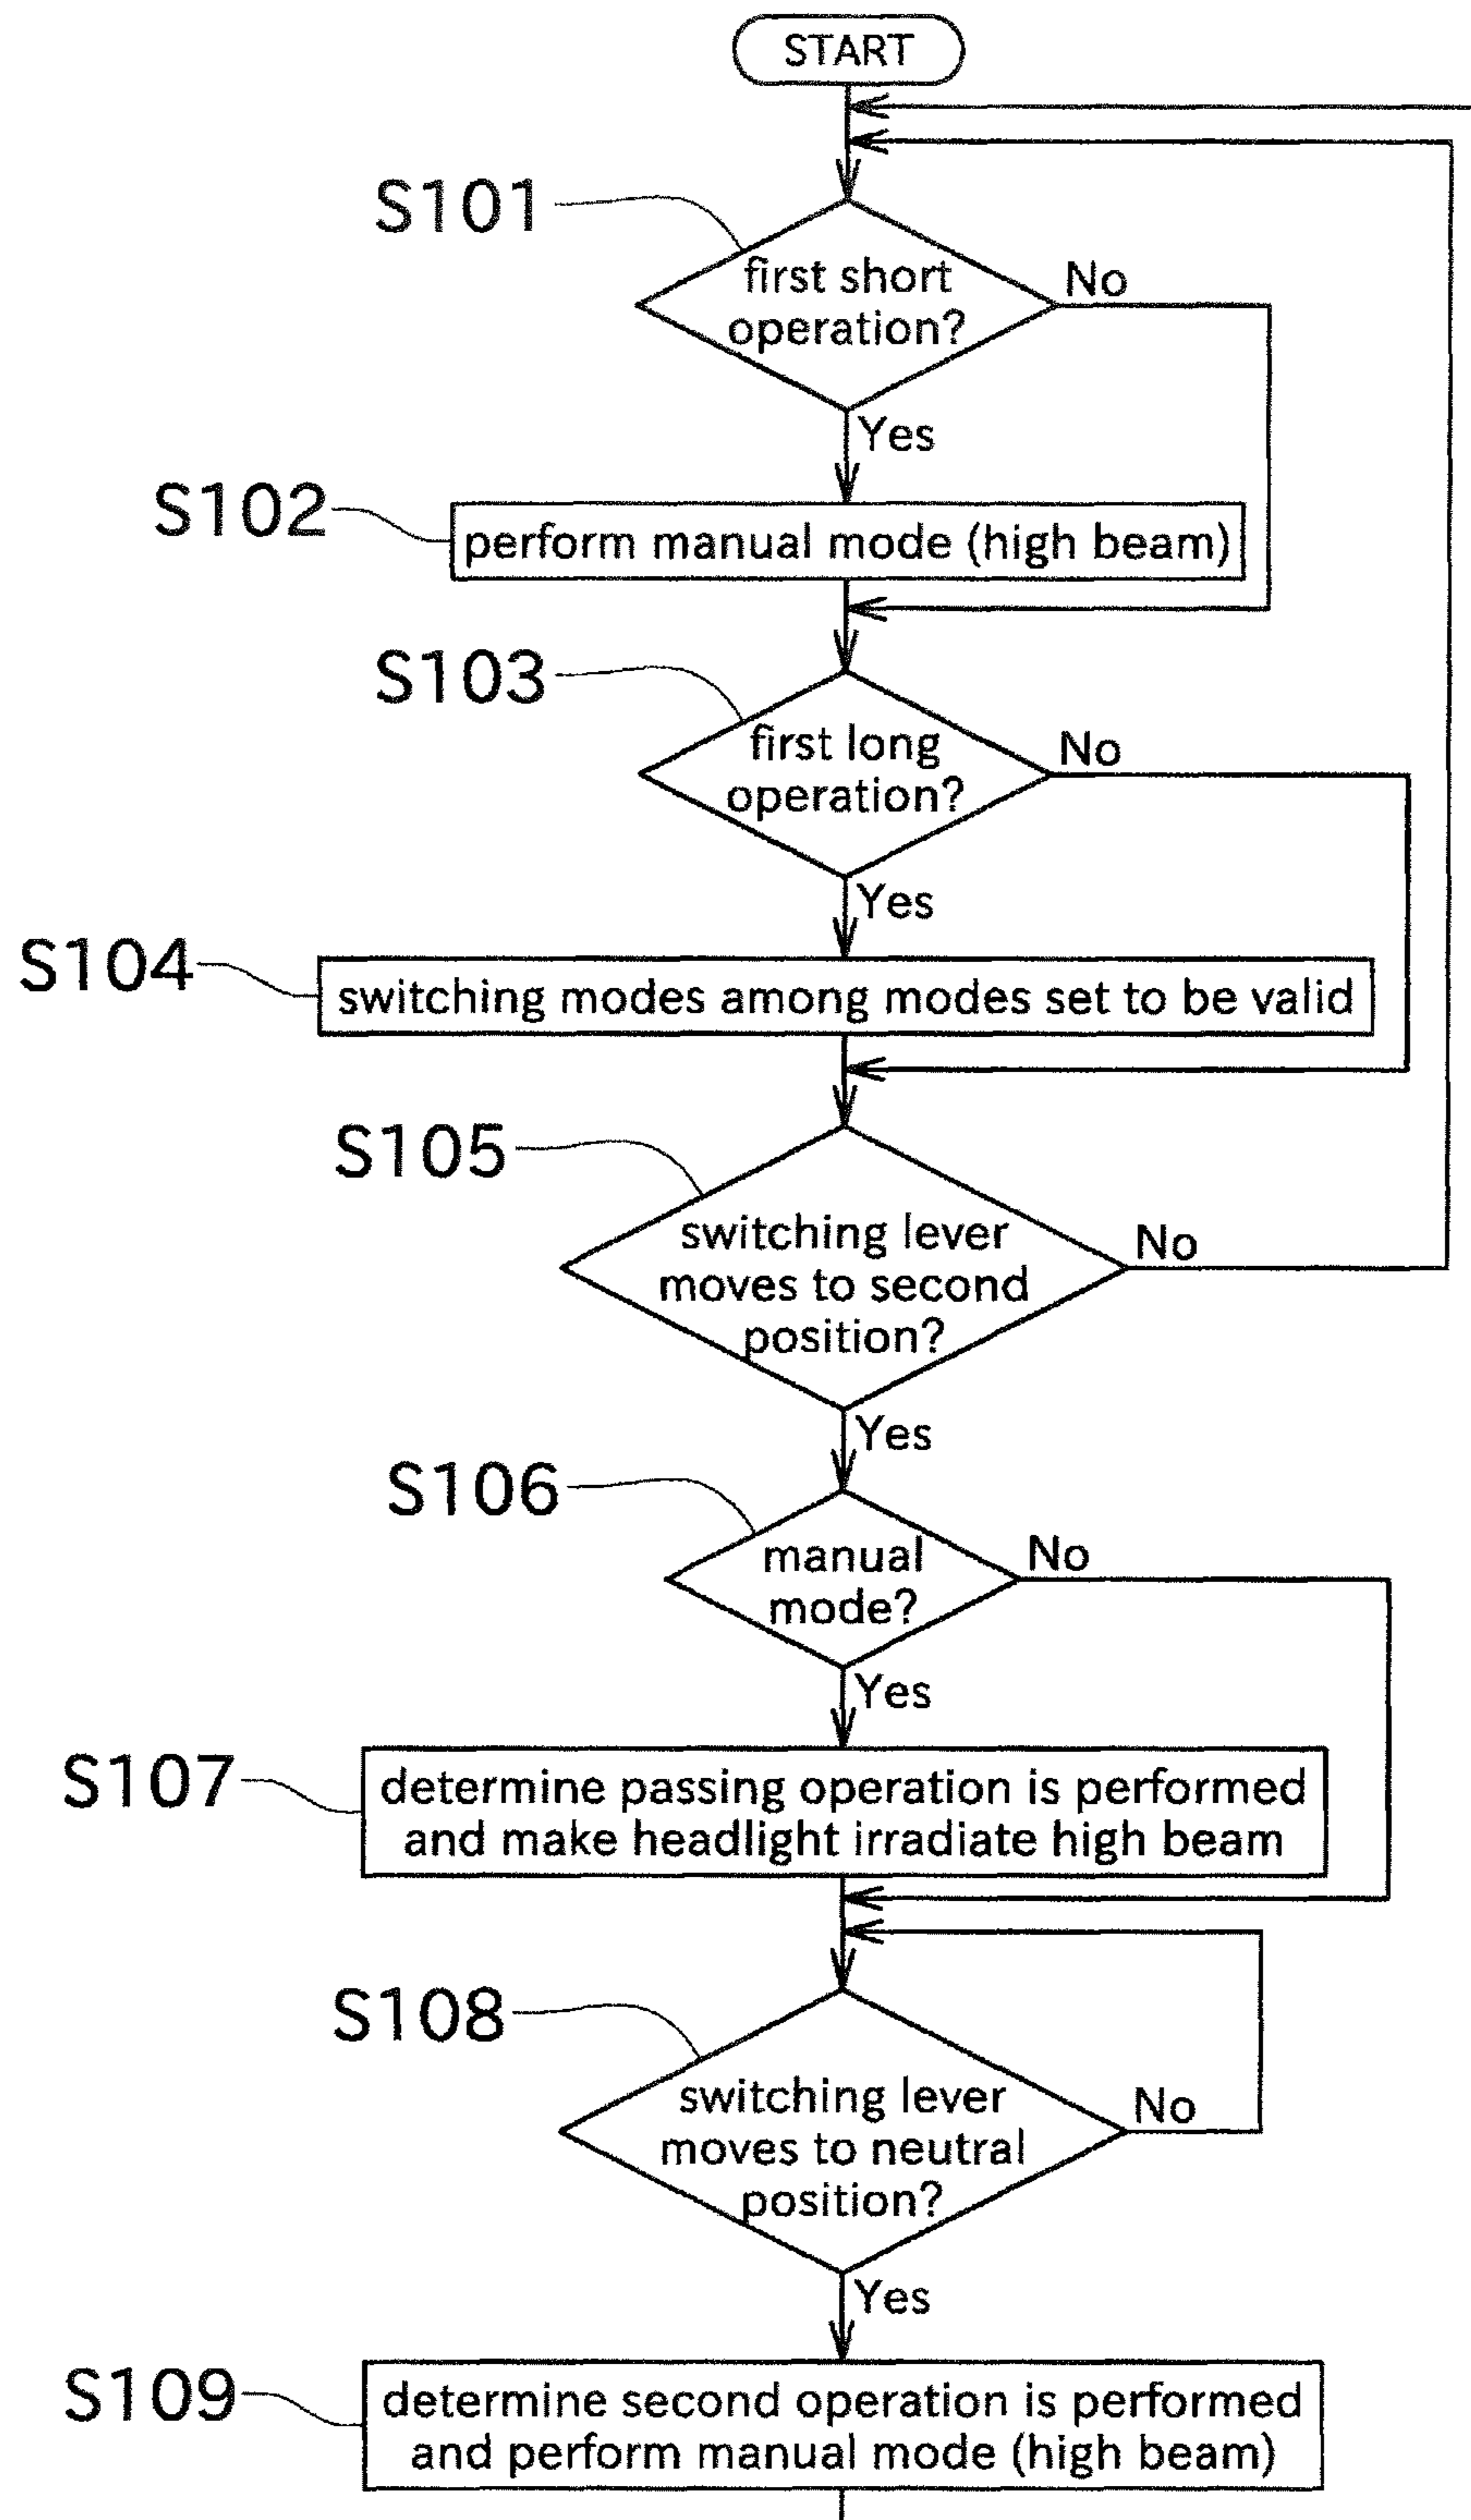 START
S101
first short
operation?
No
Yes
S102
perform manual mode (high beam)
S103
first long
operation?
No
Yes
S104
switching modes among modes set to be valid
S105
switching lever
moves to second
position?
No
Yes
S106
manual
mode?
No
Yes
S107
determine passing operation is performed
and make headlight irradiate high beam
S108
switching lever
moves to neutral
position?
No
Yes
S109
determine second operation is performed
and perform manual mode (high beam)